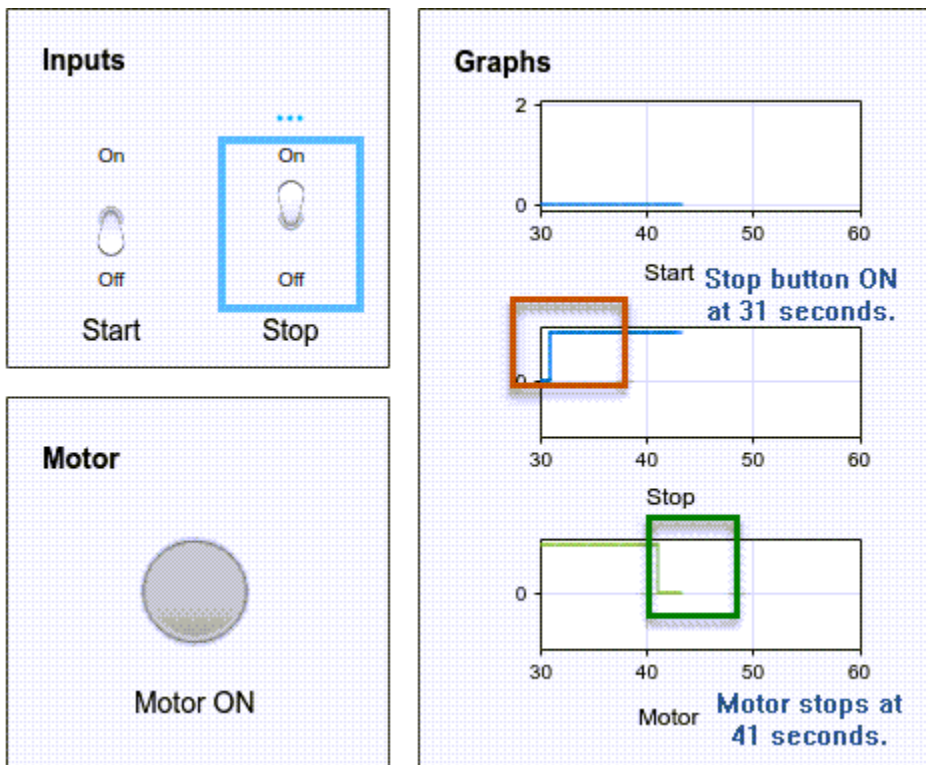 Inputs
...
On
On
Off
Off
Start
Stop
Motor
Motor ON
Graphs
2
0
30
40
50
60
Start
Stop button ON
at 31 seconds.
0
30
40
50
60
Stop
0
30
40
50
60
Motor
Motor stops at
41 seconds.